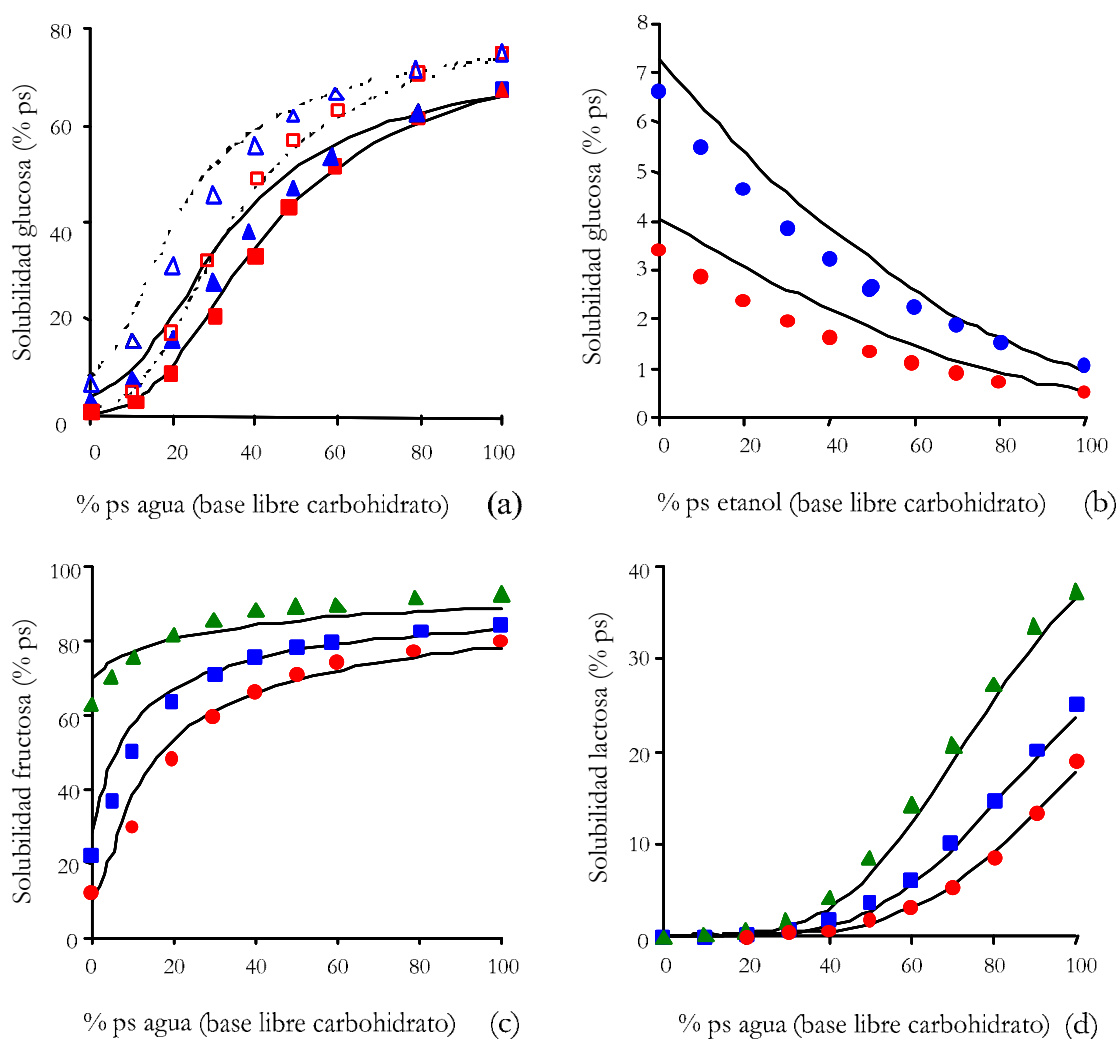 Solubilidad glucosa (% ps)
80
60
40
20
0
0 20 40 60 80 100
% ps agua (base libre carbohidrato) (a)
Solubilidad glucosa (% ps)
8
7
6
5
4
3
2
1
0
0 20 40 60 80 100
% ps etanol (base libre carbohidrato) (b)
Solubilidad fructosa (% ps)
100
80
60
40
20
0
0 20 40 60 80 100
% ps agua (base libre carbohidrato) (c)
Solubilidad lactosa (% ps)
40
30
20
10
0
0 20 40 60 80 100
% ps agua (base libre carbohidrato) (d)